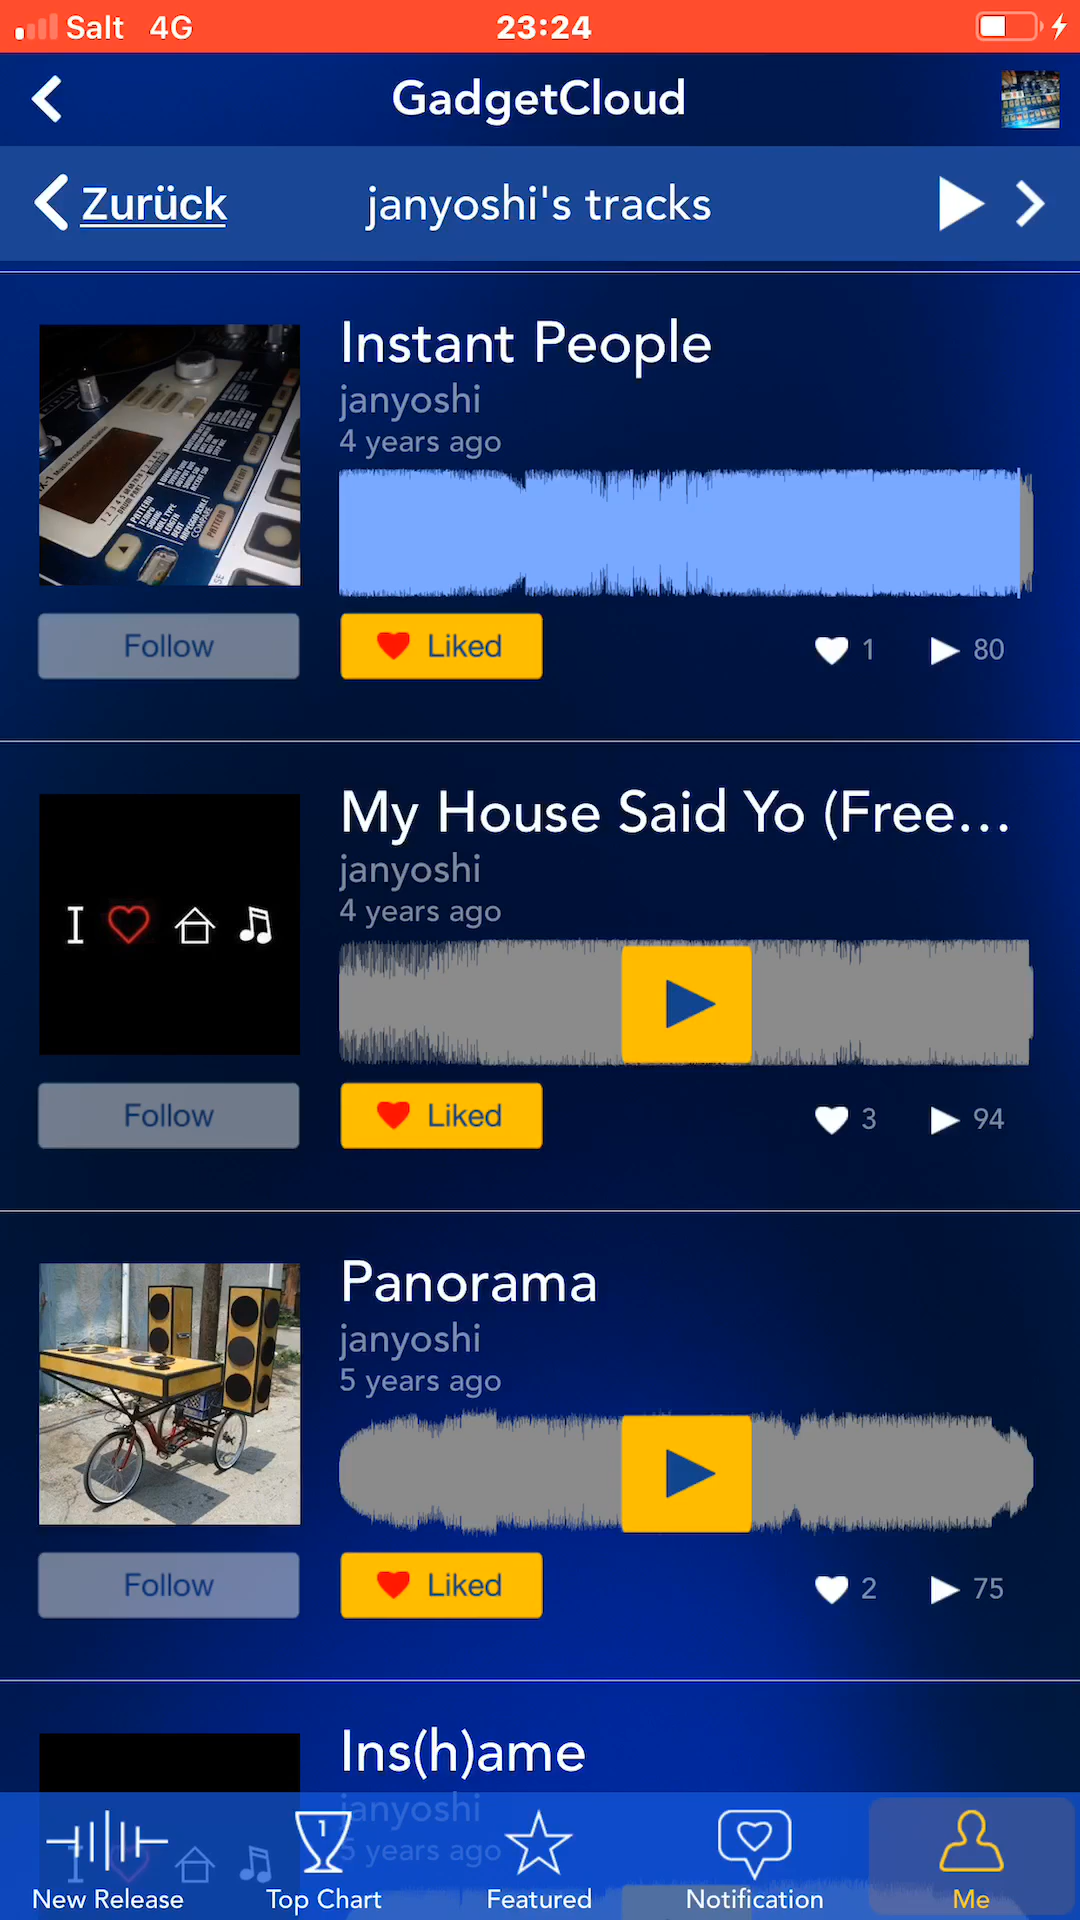 Salt 4G 23:24
GadgetCloud
Zurück janyoshi's tracks
Instant People
janyoshi
4 years ago
Follow Liked 1 80
My House Said Yo (Free...
janyoshi
4 years ago
I
Follow Liked 3 94
Panorama
janyoshi
5 years ago
Follow Liked 2 75
Ins(h)ame
janyoshi
5 years ago
I
1
New Release Top Chart Featured Notification Me